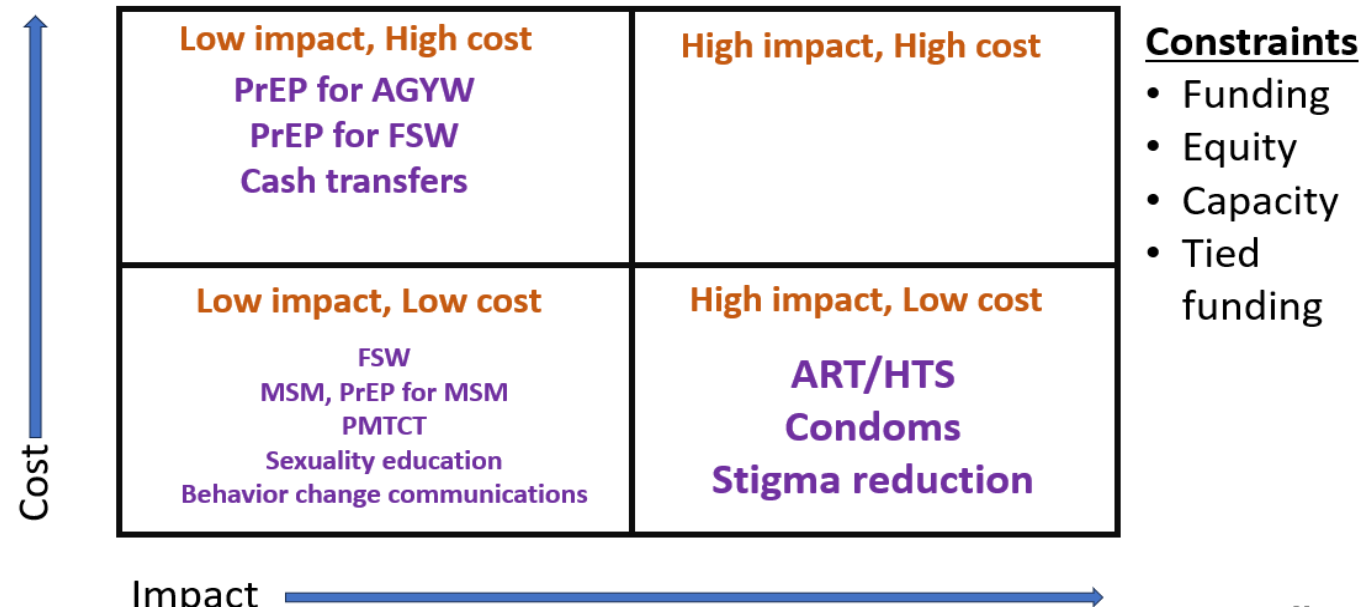 Low impact, High cost
PrEP for AGYW
PrEP for FSW
Cash transfers
High impact, High cost
Constraints
• Funding
• Equity
• Capacity
• Tied
funding
Low impact, Low cost
FSW
MSM, PrEP for MSM
PMTCT
Sexuality education
Behavior change communications
High impact, Low cost
ART/HTS
Condoms
Stigma reduction
Cost
Impact